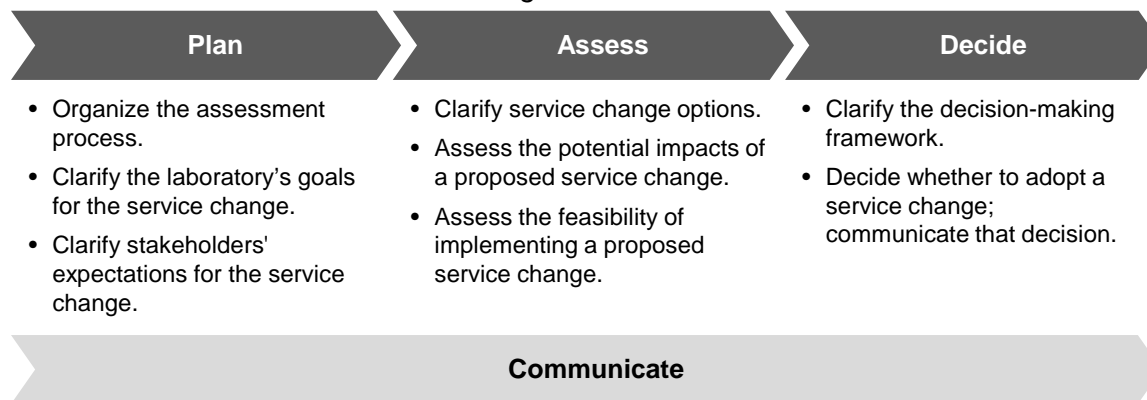 Plan
Assess
Decide
• Organize the assessment
process.
• Clarify the laboratory's goals
for the service change.
• Clarify stakeholders'
expectations for the service
change.
• Clarify service change options.
• Assess the potential impacts of
a proposed service change.
• Assess the feasibility of
implementing a proposed
service change.
• Clarify the decision-making
framework.
• Decide whether to adopt a
service change;
communicate that decision.
Communicate